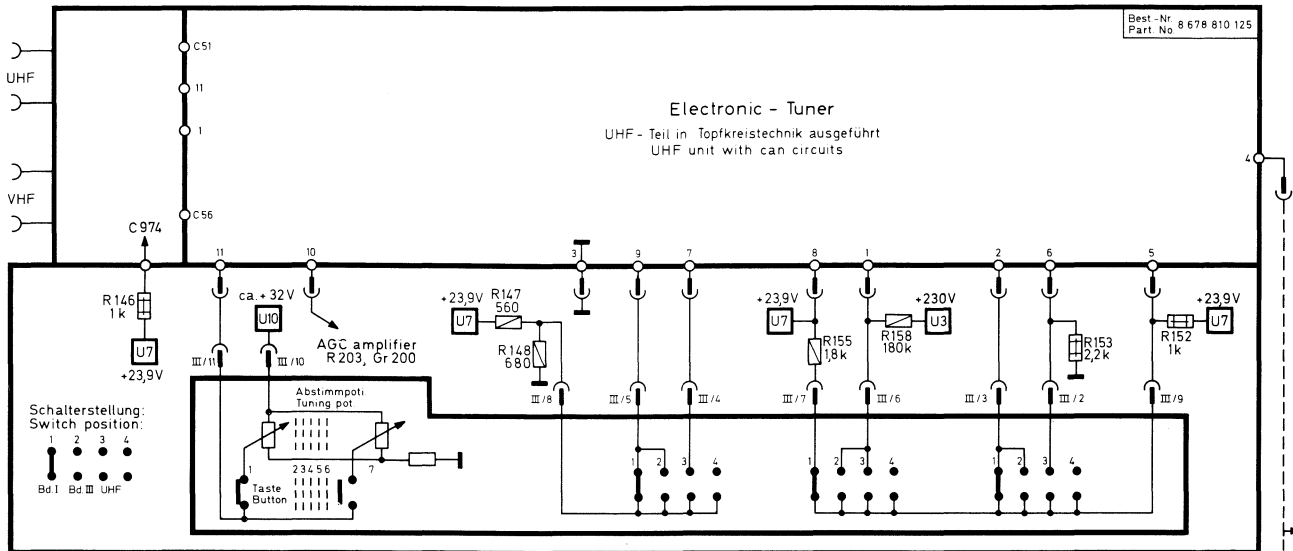 Best -Nr.
Part. No. 8 678 810 125
UHF
VHF
C51
11
1
C56
C974
Electronic - Tuner
UHF - Teil in Topfkreistechnik ausgeführt
UHF unit with can circuits
4
11
10
3
9
7
8
1
2
6
5
R146
1k
U7
+23,9V
ca.+ 32V
U10
AGC amplifier
R203, Gr 200
+23,9V
U7
R147
560
R148
680
+23,9V
U7
R155
1,8k
+230V
R158
180k
U3
R153
2,2k
+23,9V
R152
1k
U7
III/11
III/10
III/8
III/5
III/4
III/7
III/6
III/3
III/2
III/9
Schalterstellung:
Switch position:
1 2 3 4
Bd.I Bd.III UHF
Abstimmpoti.
Tuning pot.
1
2 3 4 5 6
7
Taste
Button
1 2 3 4
1 2 3 4
1 2 3 4